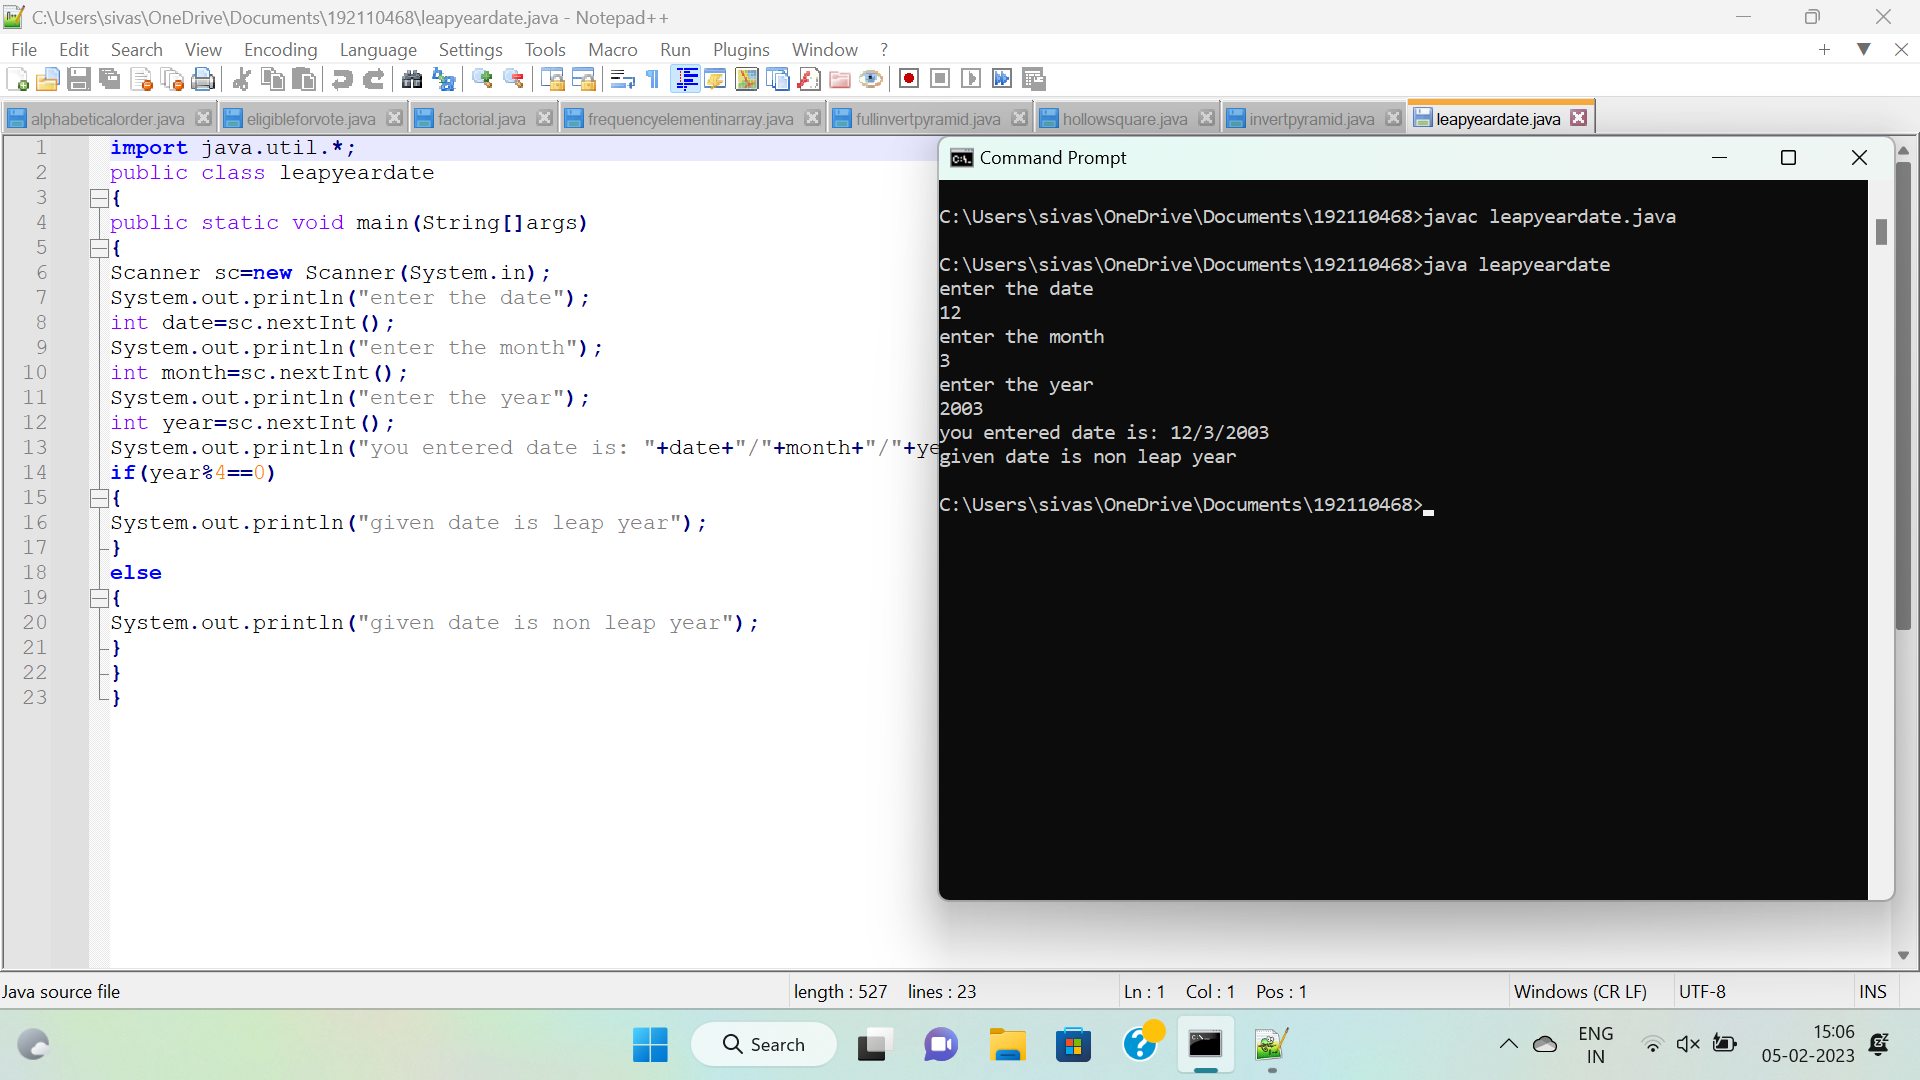 C:\Users\sivas\OneDrive\Documents\192110468\leapyeardate.java - Notepad++
File Edit Search View Encoding Language Settings Tools Macro Run Plugins Window ?
alphabeticalorder.java eligibleforvote.java factorial.java frequencyelementinarray.java fullinvertpyramid.java hollowsquare.java invertpyramid.java leapyeardate.java
1 import java.util.*;
2 public class leapyeardate
3 {
4 public static void main(String[]args)
5 {
6 Scanner sc=new Scanner(System.in);
7 System.out.println("enter the date");
8 int date=sc.nextInt();
9 System.out.println("enter the month");
10 int month=sc.nextInt();
11 System.out.println("enter the year");
12 int year=sc.nextInt();
13 System.out.println("you entered date is: "+date+"/"+month+"/"+ye
14 if(year%4==0)
15 {
16 System.out.println("given date is leap year");
17 }
18 else
19 {
20 System.out.println("given date is non leap year");
21 }
22 }
23 }
Command Prompt
C:\Users\sivas\OneDrive\Documents\192110468>javac leapyeardate.java
C:\Users\sivas\OneDrive\Documents\192110468>java leapyeardate
enter the date
12
enter the month
3
enter the year
2003
you entered date is: 12/3/2003
given date is non leap year
C:\Users\sivas\OneDrive\Documents\192110468>
Java source file length : 527 lines : 23 Ln : 1 Col : 1 Pos : 1 Windows (CR LF) UTF-8 INS
Search
ENG
IN
15:06
05-02-2023